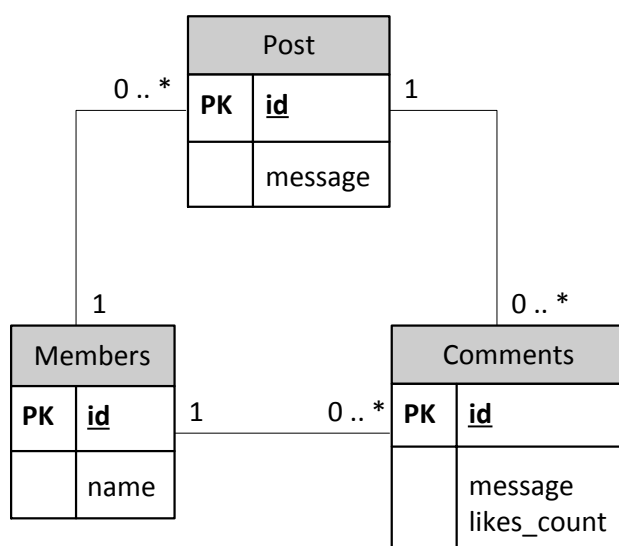 Post
0 .. *
PK id
1
message
1
0 .. *
Members
Comments
PK id
1
0 .. *
PK id
name
message
likes_count